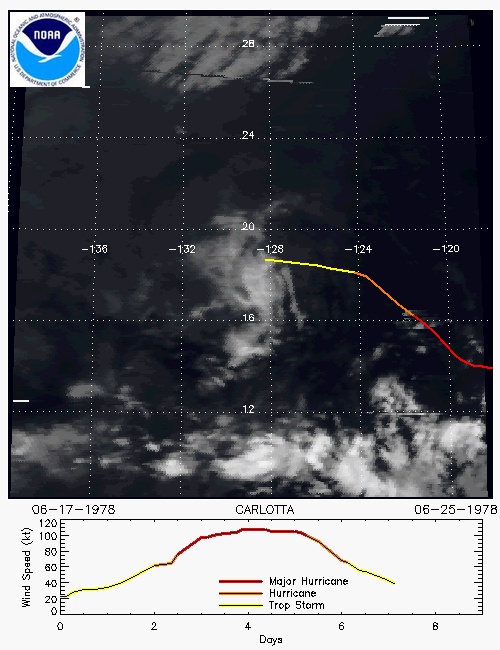 NATIONAL OCEANIC AND ATMOSPHERIC ADMINISTRATION
NOAA
U.S. DEPARTMENT OF COMMERCE
28
24
20
-136 -132 -128 -124 -120
16
12
06-17-1978 CARLOTTA 06-25-1978
Wind Speed (kt)
120
100
80
60
40
20
0
Major Hurricane
Hurricane
Trop Storm
0 2 4 6 8
Days